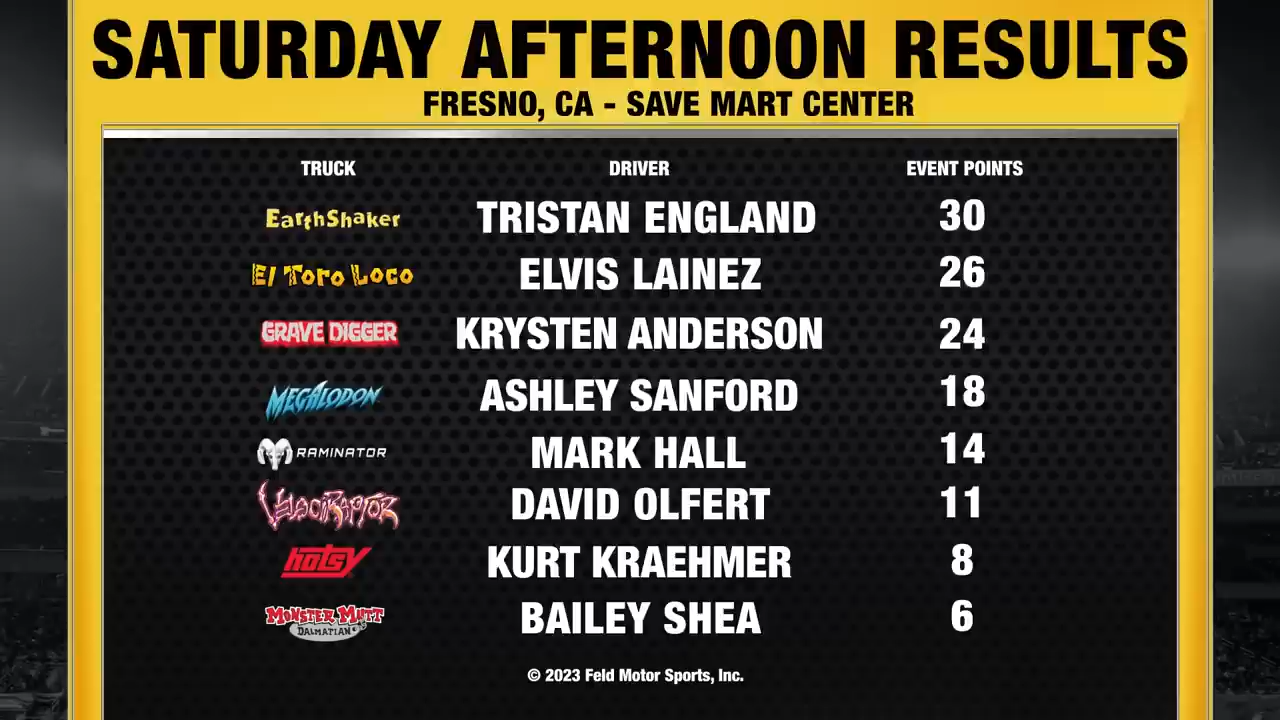 SATURDAY AFTERNOON RESULTS
FRESNO, CA - SAVE MART CENTER
TRUCK DRIVER EVENT POINTS
EarthShaker TRISTAN ENGLAND 30
El Toro Loco ELVIS LAINEZ 26
GRAVE DIGGER KRYSTEN ANDERSON 24
MEGALODON ASHLEY SANFORD 18
RAMINATOR MARK HALL 14
VELOCIRAPTOR DAVID OLFERT 11
hotsy KURT KRAEHMER 8
MONSTER MUTT DALMATIAN BAILEY SHEA 6
© 2023 Feld Motor Sports, Inc.